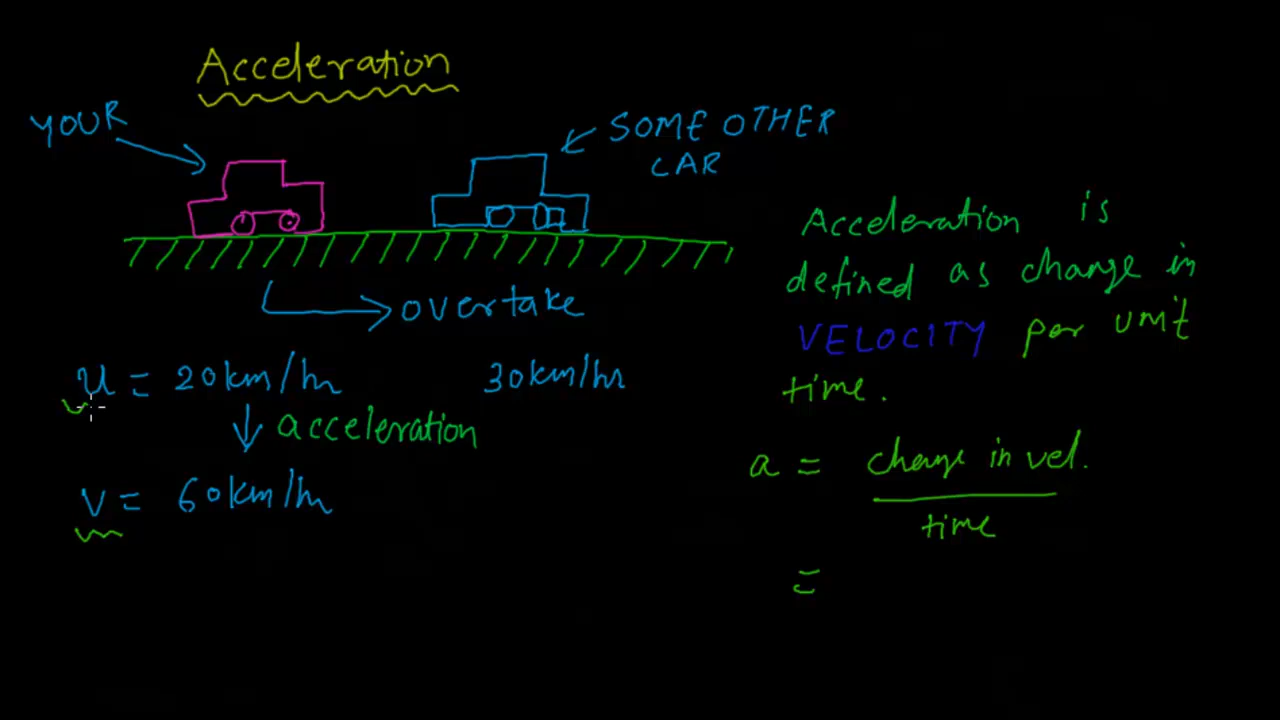 Acceleration
YOUR
SOME OTHER
CAR
overtake
u = 20km/hr
30km/hr
acceleration
v = 60km/hr
Acceleration is
defined as change in
VELOCITY per unit
time.
a = change in vel.
time
=